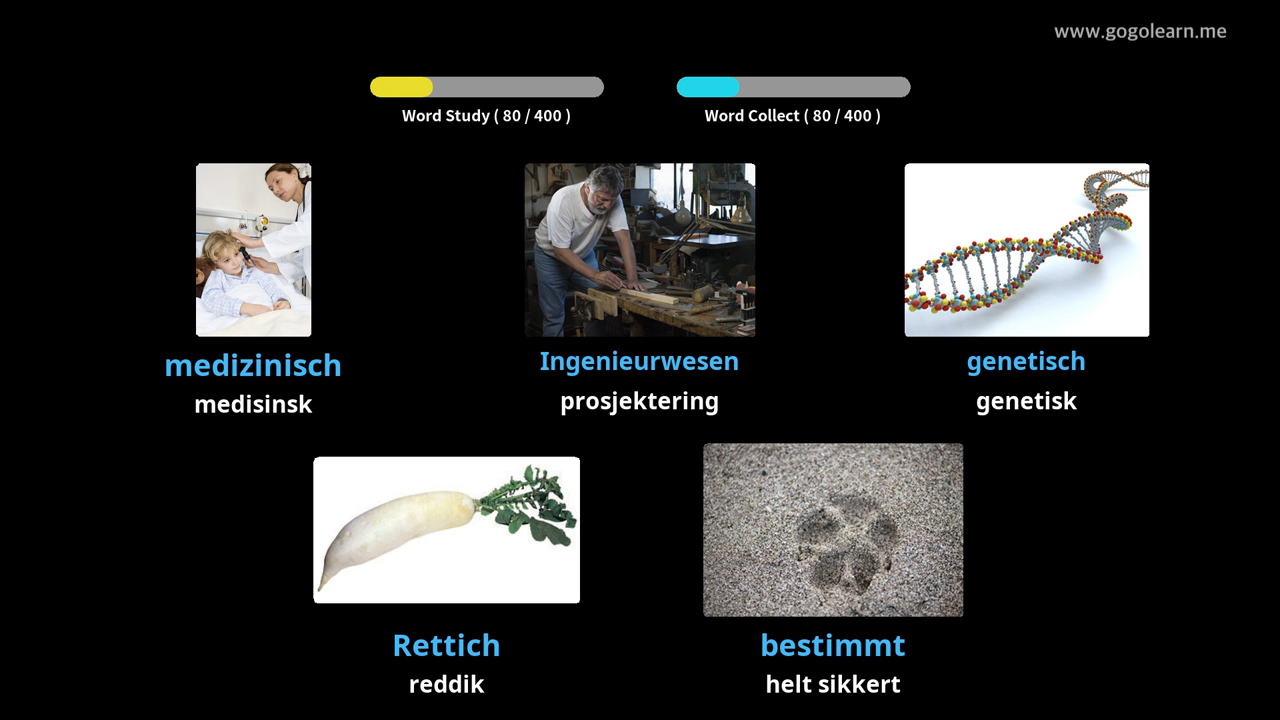 www.gogolearn.me
Word Study ( 80 / 400 )
Word Collect ( 80 / 400 )
medizinisch
medisinsk
Ingenieurwesen
prosjektering
genetisch
genetisk
Rettich
reddik
bestimmt
helt sikkert